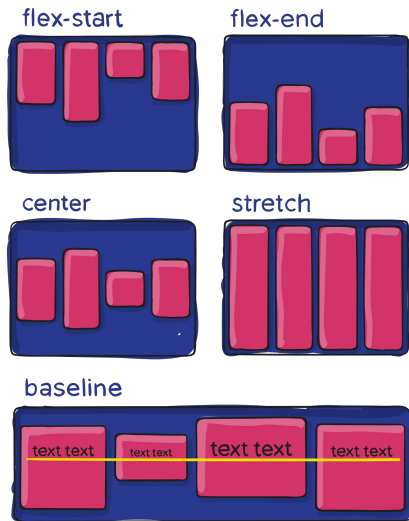 flex-start
flex-end
center
stretch
baseline
text text
text text
text text
text text